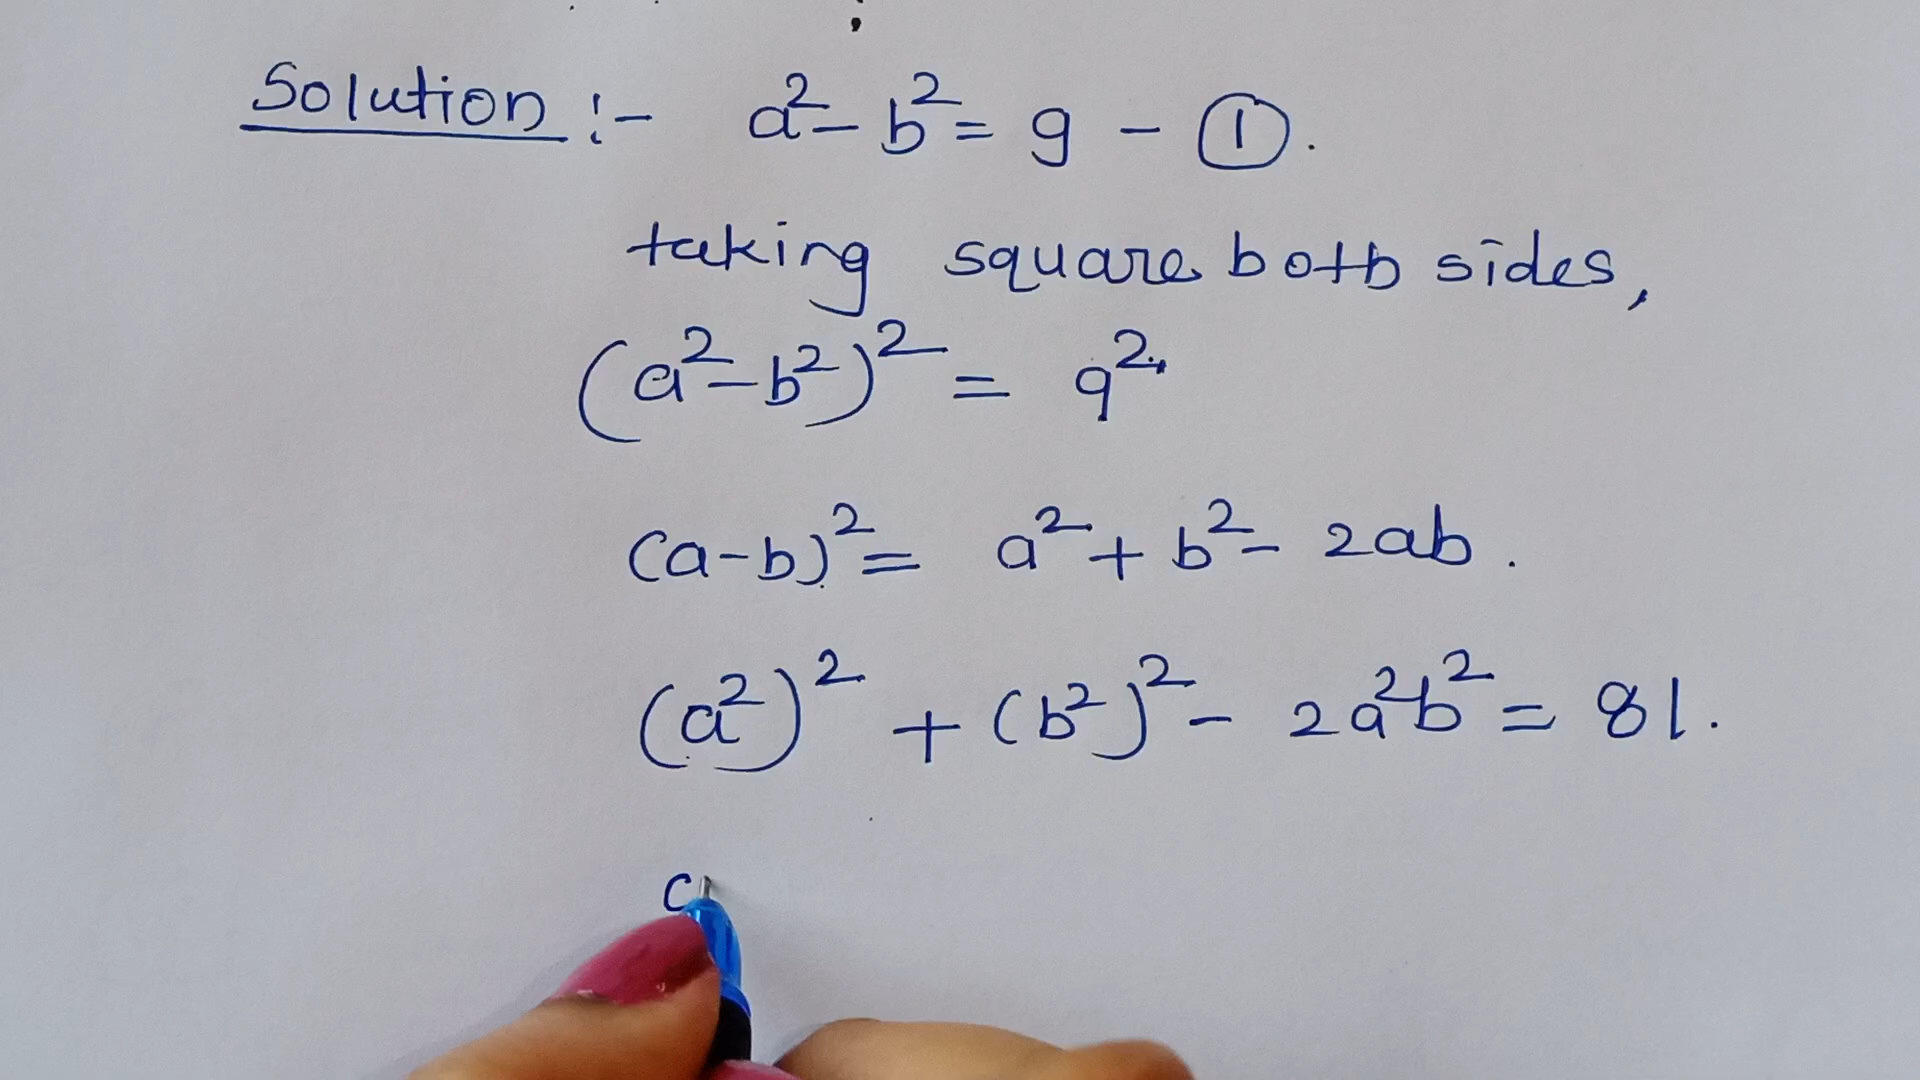 Solution :- a² - b² = 9 - ①.
taking square both sides,
(a² - b²)² = 9²
(a - b)² = a² + b² - 2ab.
(a²)² + (b²)² - 2a²b² = 81.